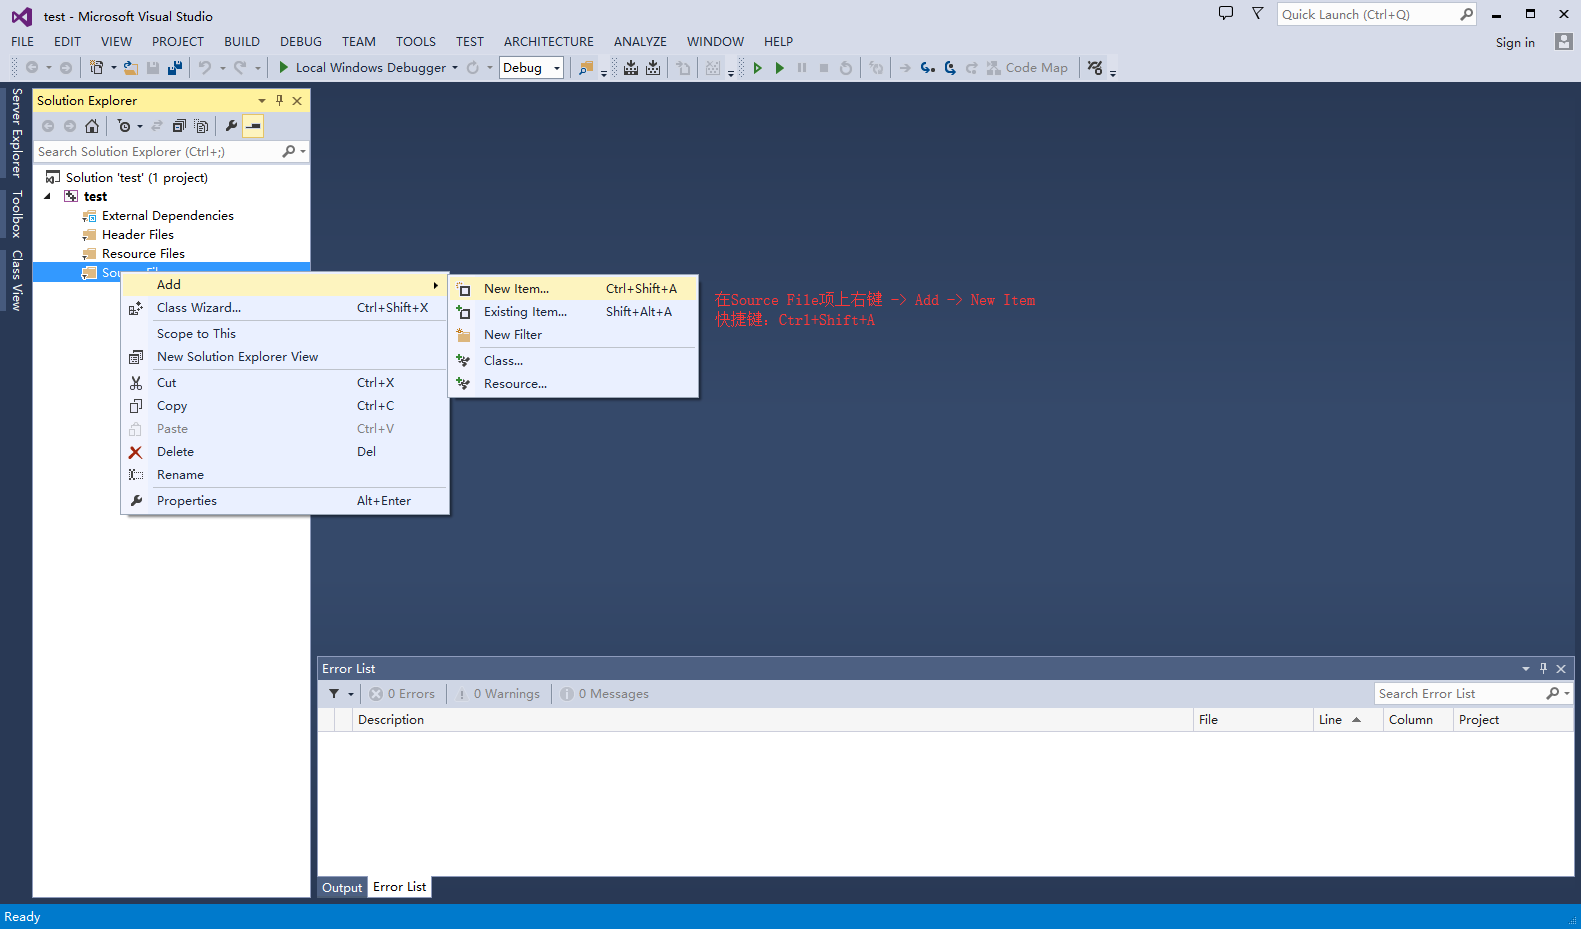 test - Microsoft Visual Studio
Quick Launch (Ctrl+Q)
FILE EDIT VIEW PROJECT BUILD DEBUG TEAM TOOLS TEST ARCHITECTURE ANALYZE WINDOW HELP
Sign in
Local Windows Debugger
Debug
Code Map
Server Explorer
Toolbox
Class View
Solution Explorer
Search Solution Explorer (Ctrl+;)
Solution 'test' (1 project)
test
External Dependencies
Header Files
Resource Files
Add
Class Wizard... Ctrl+Shift+X
Scope to This
New Solution Explorer View
Cut Ctrl+X
Copy Ctrl+C
Paste Ctrl+V
Delete Del
Rename
Properties Alt+Enter
New Item... Ctrl+Shift+A
Existing Item... Shift+Alt+A
New Filter
Class...
Resource...
在Source File项上右键 -> Add -> New Item
快捷键: Ctrl+Shift+A
Error List
0 Errors 0 Warnings 0 Messages
Search Error List
Description File Line Column Project
Output Error List
Ready